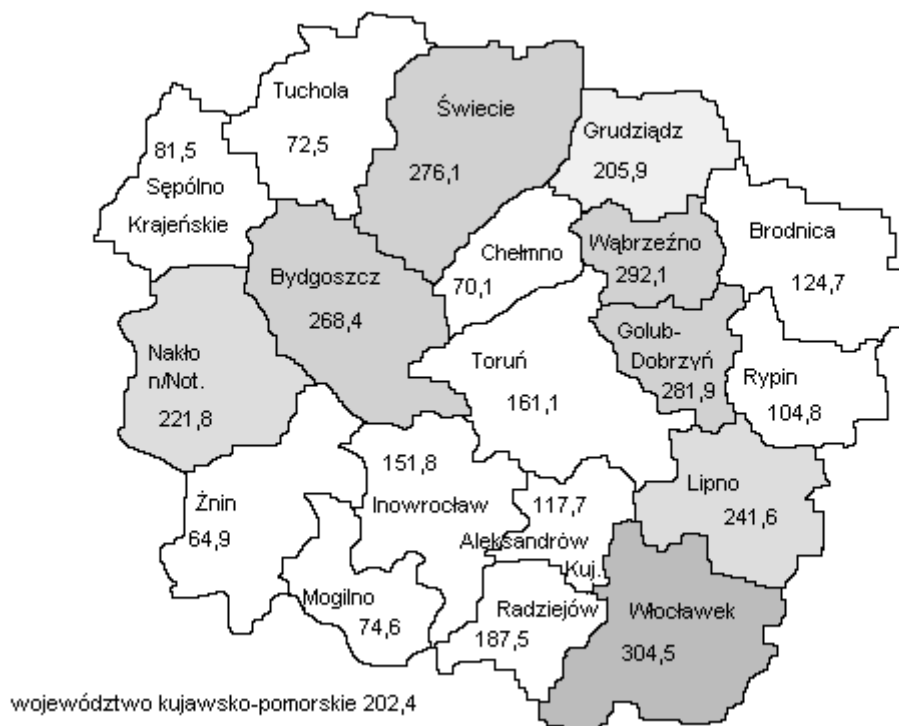 Tuchola
72,5
Świecie
276,1
Grudziądz
205,9
81,5
Sępólno
Krajeńskie
Brodnica
124,7
Wąbrzeźno
292,1
Chełmno
70,1
Bydgoszcz
268,4
Golub-
Dobrzyń
281,9
Nakło
n/Not.
221,8
Toruń
161,1
Rypin
104,8
151,8
Inowrocław
117,7
Aleksandrów
Kuj.
Lipno
241,6
Żnin
64,9
Mogilno
74,6
Radziejów
187,5
Włocławek
304,5
województwo kujawsko-pomorskie 202,4